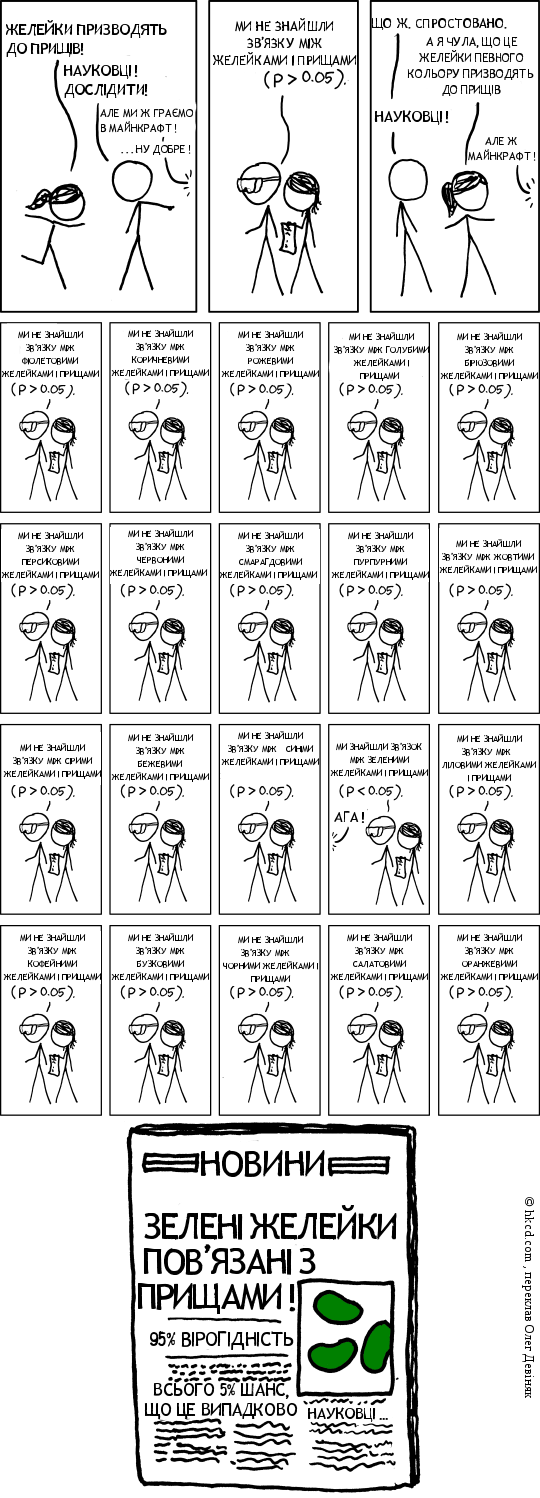 ЖЕЛЕЙКИ ПРИЗВОДЯТЬ
ДО ПРИЩІВ!
НАУКОВЦІ!
ДОСЛІДИТИ!
АЛЕ МИ Ж ГРАЄМО
В МАЙНКРАФТ!
...НУ ДОБРЕ!
МИ НЕ ЗНАЙШЛИ
ЗВ'ЯЗКУ МІЖ
ЖЕЛЕЙКАМИ І ПРИЩАМИ
(P > 0.05).
ЩО Ж. СПРОСТОВАНО.
А Я ЧУЛА, ЩО ЦЕ
ЖЕЛЕЙКИ ПЕВНОГО
КОЛЬОРУ ПРИЗВОДЯТЬ
ДО ПРИЩІВ
НАУКОВЦІ!
АЛЕ Ж
МАЙНКРАФТ!
МИ НЕ ЗНАЙШЛИ
ЗВ'ЯЗКУ МІЖ
ФІОЛЕТОВИМИ
ЖЕЛЕЙКАМИ І ПРИЩАМИ
(P > 0.05).
МИ НЕ ЗНАЙШЛИ
ЗВ'ЯЗКУ МІЖ
КОРИЧНЕВИМИ
ЖЕЛЕЙКАМИ І ПРИЩАМИ
(P > 0.05).
МИ НЕ ЗНАЙШЛИ
ЗВ'ЯЗКУ МІЖ
РОЖЕВИМИ
ЖЕЛЕЙКАМИ І ПРИЩАМИ
(P > 0.05).
МИ НЕ ЗНАЙШЛИ
ЗВ'ЯЗКУ МІЖ ГОЛУБИМИ
ЖЕЛЕЙКАМИ І
ПРИЩАМИ
(P > 0.05).
МИ НЕ ЗНАЙШЛИ
ЗВ'ЯЗКУ МІЖ
БІРЮЗОВИМИ
ЖЕЛЕЙКАМИ І ПРИЩАМИ
(P > 0.05).
МИ НЕ ЗНАЙШЛИ
ЗВ'ЯЗКУ МІЖ
ПЕРСИКОВИМИ
ЖЕЛЕЙКАМИ І ПРИЩАМИ
(P > 0.05).
МИ НЕ ЗНАЙШЛИ
ЗВ'ЯЗКУ МІЖ
ЧЕРВОНИМИ
ЖЕЛЕЙКАМИ І ПРИЩАМИ
(P > 0.05).
МИ НЕ ЗНАЙШЛИ
ЗВ'ЯЗКУ МІЖ
СМАРАГДОВИМИ
ЖЕЛЕЙКАМИ І ПРИЩАМИ
(P > 0.05).
МИ НЕ ЗНАЙШЛИ
ЗВ'ЯЗКУ МІЖ
ПУРПУРНИМИ
ЖЕЛЕЙКАМИ І ПРИЩАМИ
(P > 0.05).
МИ НЕ ЗНАЙШЛИ
ЗВ'ЯЗКУ МІЖ ЖОВТИМИ
ЖЕЛЕЙКАМИ І ПРИЩАМИ
(P > 0.05).
МИ НЕ ЗНАЙШЛИ
ЗВ'ЯЗКУ МІЖ СІРИМИ
ЖЕЛЕЙКАМИ І ПРИЩАМИ
(P > 0.05).
МИ НЕ ЗНАЙШЛИ
ЗВ'ЯЗКУ МІЖ
БЕЖЕВИМИ
ЖЕЛЕЙКАМИ І ПРИЩАМИ
(P > 0.05).
МИ НЕ ЗНАЙШЛИ
ЗВ'ЯЗКУ МІЖ СИНІМИ
ЖЕЛЕЙКАМИ І ПРИЩАМИ
(P > 0.05).
МИ ЗНАЙШЛИ ЗВ'ЯЗОК
МІЖ ЗЕЛЕНИМИ
ЖЕЛЕЙКАМИ І ПРИЩАМИ
(P < 0.05).
АГА!
МИ НЕ ЗНАЙШЛИ
ЗВ'ЯЗКУ МІЖ
ЛІЛОВИМИ ЖЕЛЕЙКАМИ
І ПРИЩАМИ
(P > 0.05).
МИ НЕ ЗНАЙШЛИ
ЗВ'ЯЗКУ МІЖ
КОФЕЙНИМИ
ЖЕЛЕЙКАМИ І ПРИЩАМИ
(P > 0.05).
МИ НЕ ЗНАЙШЛИ
ЗВ'ЯЗКУ МІЖ
БУЗКОВИМИ
ЖЕЛЕЙКАМИ І ПРИЩАМИ
(P > 0.05).
МИ НЕ ЗНАЙШЛИ
ЗВ'ЯЗКУ МІЖ
ЧОРНИМИ ЖЕЛЕЙКАМИ І
ПРИЩАМИ
(P > 0.05).
МИ НЕ ЗНАЙШЛИ
ЗВ'ЯЗКУ МІЖ
САЛАТОВИМИ
ЖЕЛЕЙКАМИ І ПРИЩАМИ
(P > 0.05).
МИ НЕ ЗНАЙШЛИ
ЗВ'ЯЗКУ МІЖ
ОРАНЖЕВИМИ
ЖЕЛЕЙКАМИ І ПРИЩАМИ
(P > 0.05).
НОВИНИ
ЗЕЛЕНІ ЖЕЛЕЙКИ
ПОВ'ЯЗАНІ З
ПРИЩАМИ!
95% ВІРОГІДНІСТЬ
ВСЬОГО 5% ШАНС,
ЩО ЦЕ ВИПАДКОВО
НАУКОВЦІ...
© hkcd.com , переклав Олег Девіняк